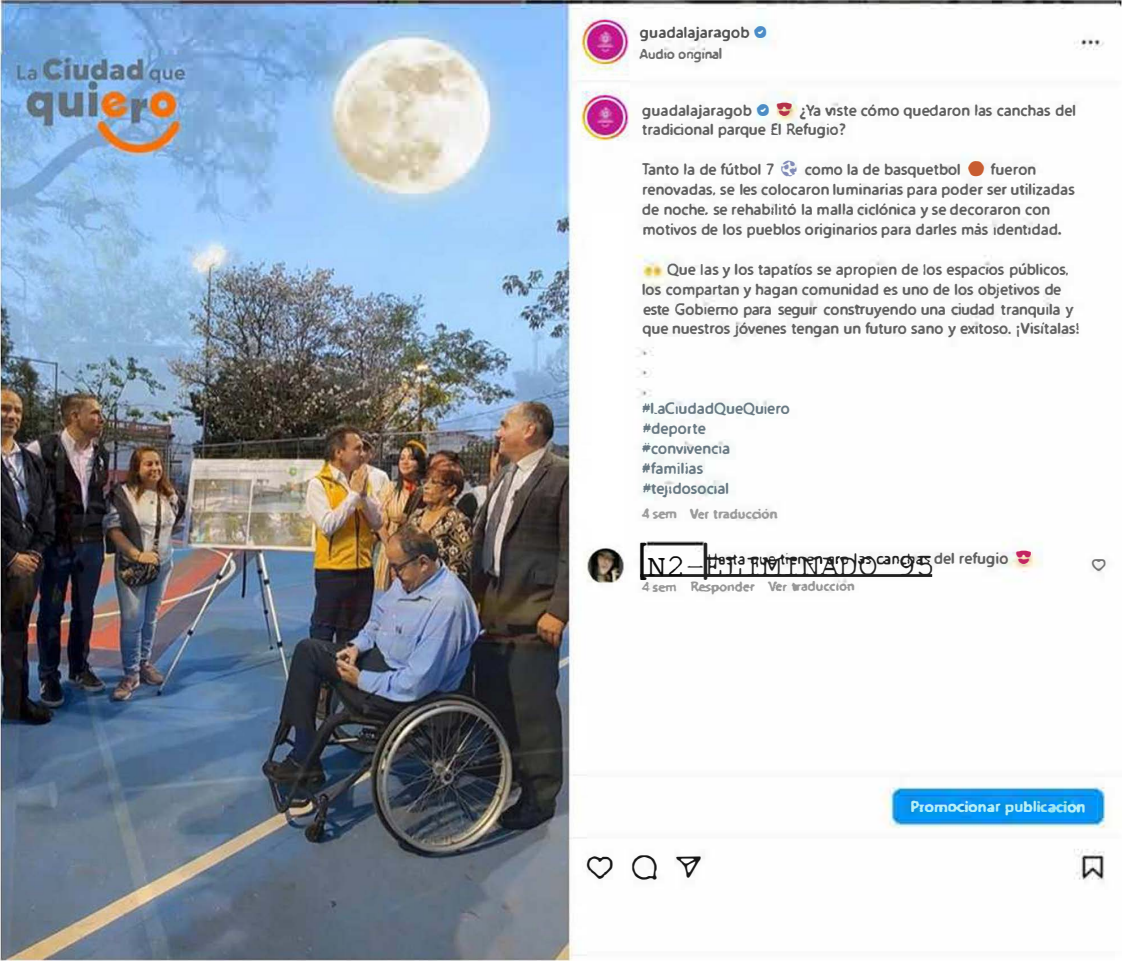 La Ciudad que
quiero
guadalajaragob
Audio original
guadalajaragob ¿Ya viste cómo quedaron las canchas del
tradicional parque El Refugio?
Tanto la de fútbol 7 como la de basquetbol fueron
renovadas, se les colocaron luminarias para poder ser utilizadas
de noche, se rehabilitó la malla ciclónica y se decoraron con
motivos de los pueblos originarios para darles más identidad.
Que las y los tapatíos se apropien de los espacios públicos,
los compartan y hagan comunidad es uno de los objetivos de
este Gobierno para seguir construyendo una ciudad tranquila y
que nuestros jóvenes tengan un futuro sano y exitoso. ¡Visítalas!
.
.
.
#LaCiudadQueQuiero
#deporte
#convivencia
#familias
#tejidosocial
4 sem Ver traducción
N2-ELIMINADO 95
las canchas del refugio
4 sem Responder Ver traducción
Promocionar publicacion